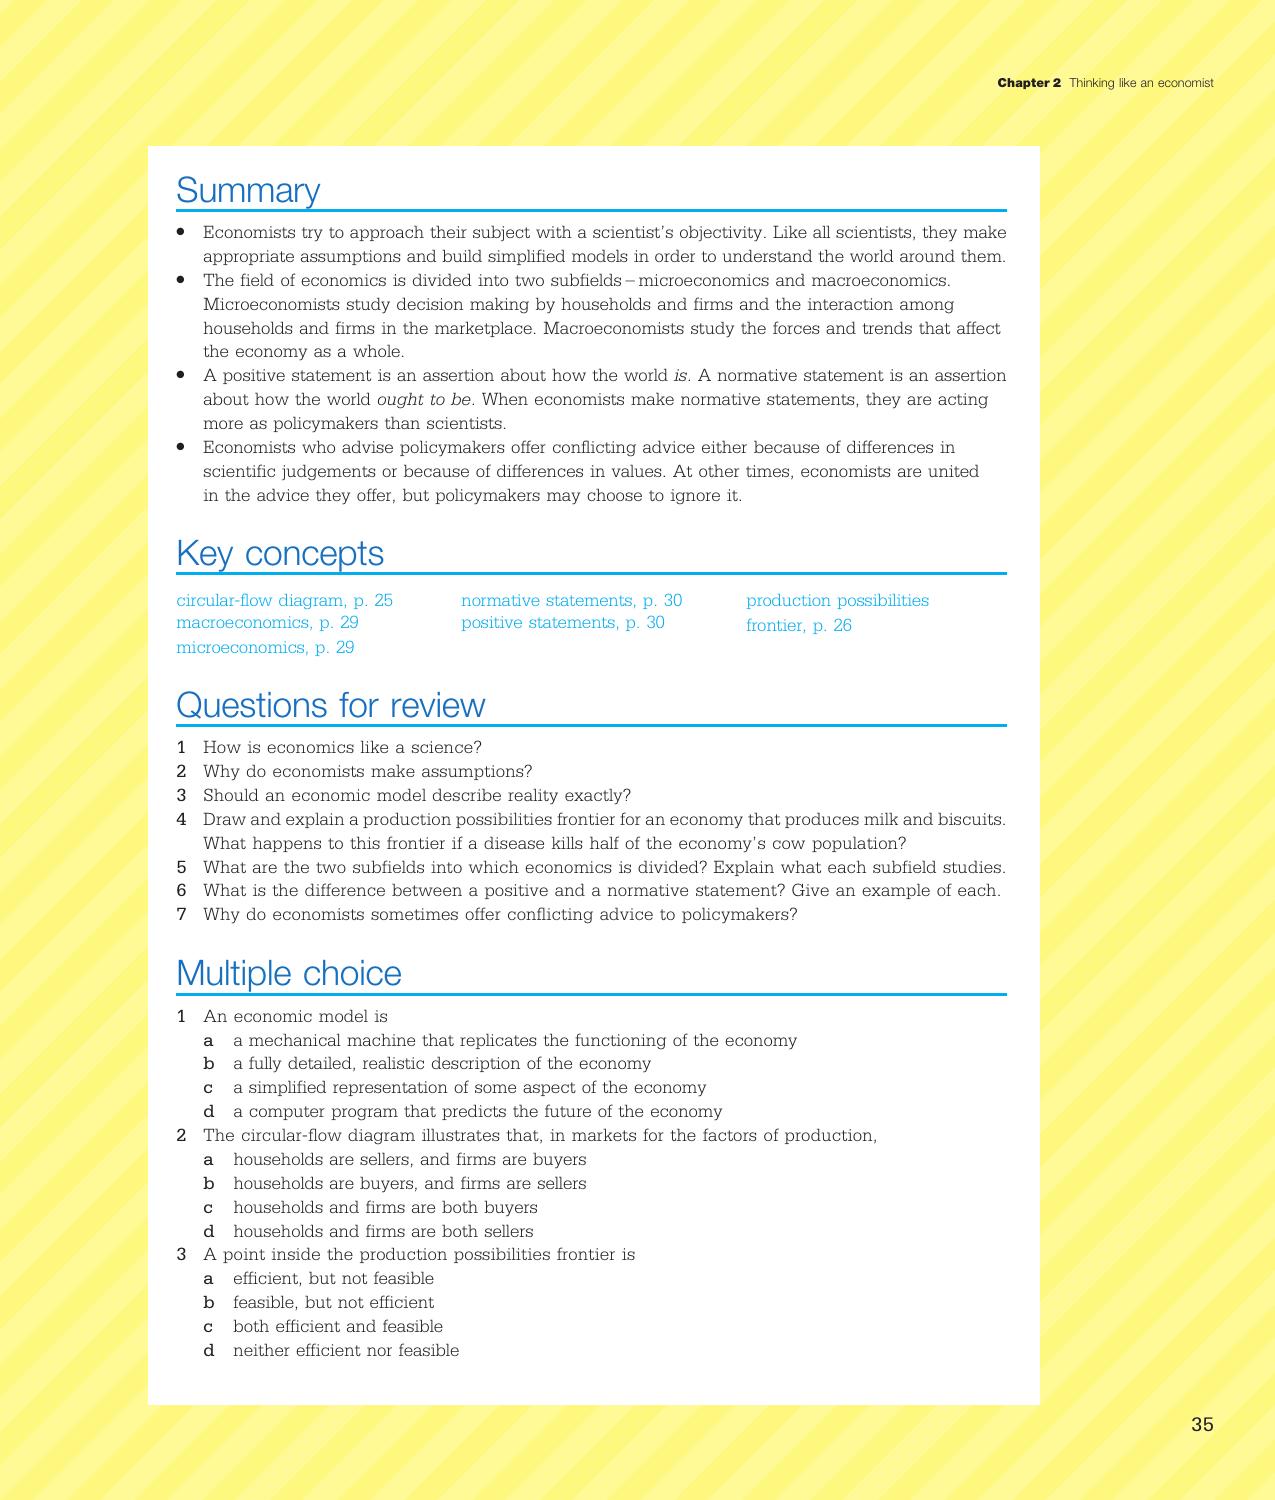 Chapter 2 Thinking like an economist
Summary
• Economists try to approach their subject with a scientist's objectivity. Like all scientists, they make
appropriate assumptions and build simplified models in order to understand the world around them.
• The field of economics is divided into two subfields – microeconomics and macroeconomics.
Microeconomists study decision making by households and firms and the interaction among
households and firms in the marketplace. Macroeconomists study the forces and trends that affect
the economy as a whole.
• A positive statement is an assertion about how the world is. A normative statement is an assertion
about how the world ought to be. When economists make normative statements, they are acting
more as policymakers than scientists.
• Economists who advise policymakers offer conflicting advice either because of differences in
scientific judgements or because of differences in values. At other times, economists are united
in the advice they offer, but policymakers may choose to ignore it.
Key concepts
circular-flow diagram, p. 25
macroeconomics, p. 29
microeconomics, p. 29
normative statements, p. 30
positive statements, p. 30
production possibilities
frontier, p. 26
Questions for review
1 How is economics like a science?
2 Why do economists make assumptions?
3 Should an economic model describe reality exactly?
4 Draw and explain a production possibilities frontier for an economy that produces milk and biscuits.
What happens to this frontier if a disease kills half of the economy's cow population?
5 What are the two subfields into which economics is divided? Explain what each subfield studies.
6 What is the difference between a positive and a normative statement? Give an example of each.
7 Why do economists sometimes offer conflicting advice to policymakers?
Multiple choice
1 An economic model is
a a mechanical machine that replicates the functioning of the economy
b a fully detailed, realistic description of the economy
c a simplified representation of some aspect of the economy
d a computer program that predicts the future of the economy
2 The circular-flow diagram illustrates that, in markets for the factors of production,
a households are sellers, and firms are buyers
b households are buyers, and firms are sellers
c households and firms are both buyers
d households and firms are both sellers
3 A point inside the production possibilities frontier is
a efficient, but not feasible
b feasible, but not efficient
c both efficient and feasible
d neither efficient nor feasible
35